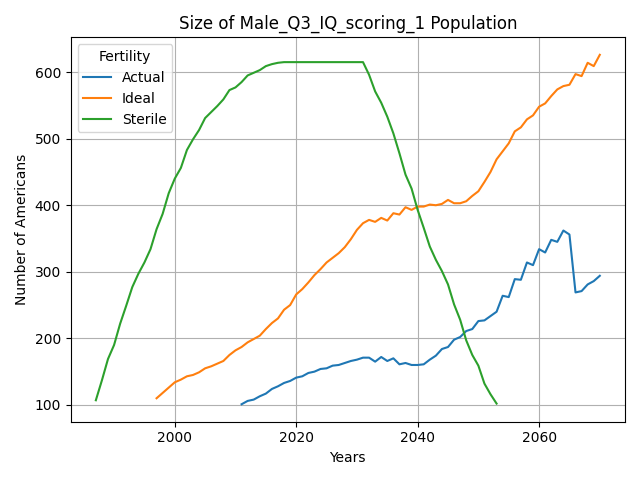 Size of Male_Q3_IQ_scoring_1 Population
Fertility
Actual
Ideal
Sterile
Number of Americans
600
500
400
300
200
100
2000
2020
2040
2060
Years